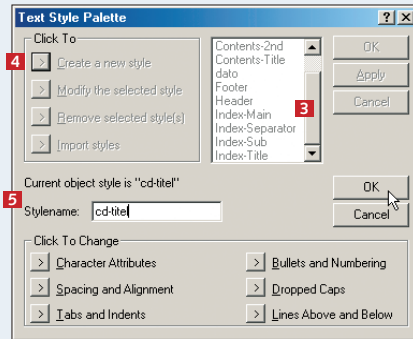 Text Style Palette
Click To
4
Create a new style
Modify the selected style
Remove selected style(s)
Import styles
Contents-2nd
Contents-Title
dato
Footer
Header
Index-Main
Index-Separator
Index-Sub
Index-Title
3
OK
Apply
Cancel
Current object style is "cd-titel"
5
Stylename: cd-titel
OK
Cancel
Click To Change
Character Attributes
Spacing and Alignment
Tabs and Indents
Bullets and Numbering
Dropped Caps
Lines Above and Below